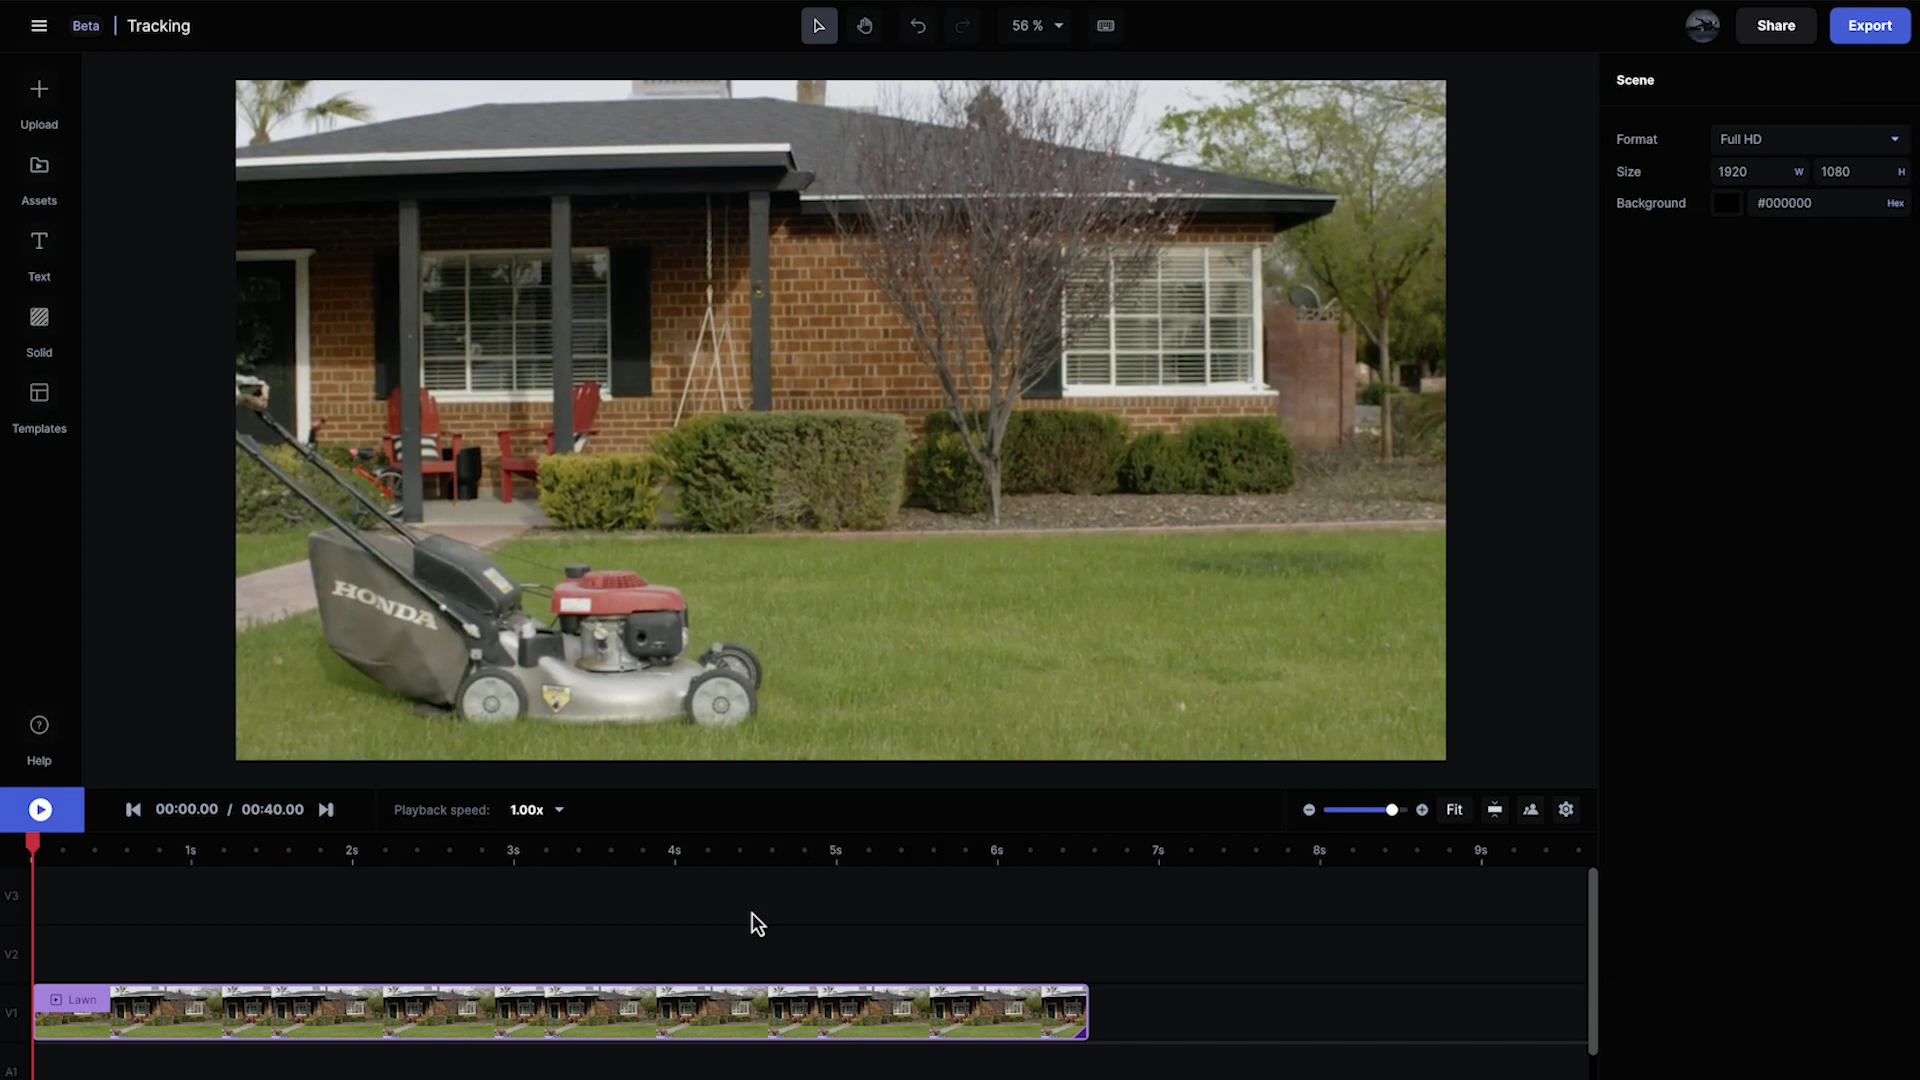 Beta
Tracking
56 %
Share
Export
Upload
Assets
Text
Solid
Templates
Help
Scene
Format
Full HD
Size
1920
W
1080
H
Background
#000000
Hex
HONDA
00:00.00 / 00:40.00
Playback speed:
1.00x
Fit
1s
2s
3s
4s
5s
6s
7s
8s
9s
V3
V2
Lawn
V1
A1